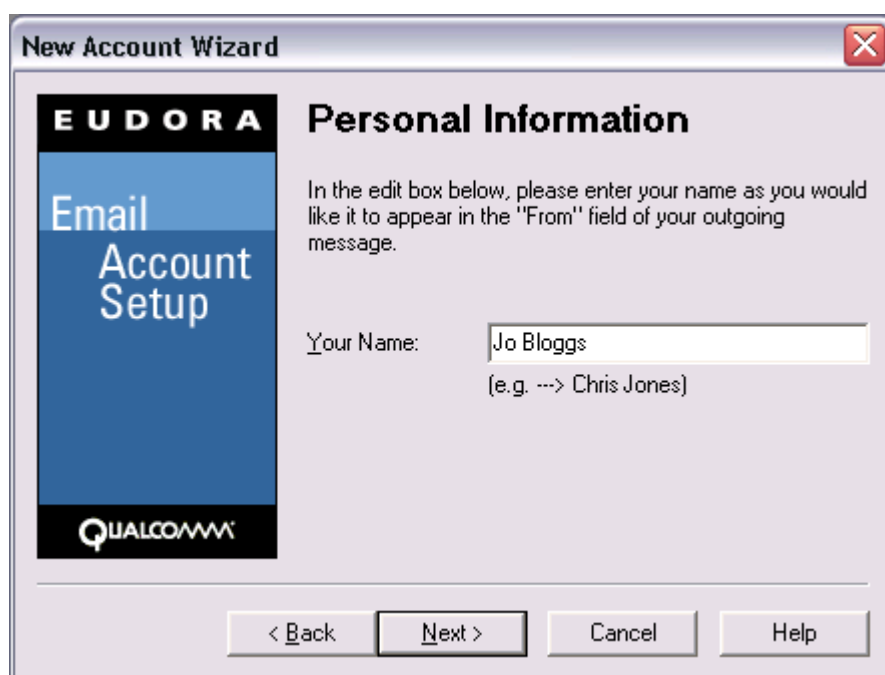 New Account Wizard
EUDORA
Email
Account
Setup
QUALCOMM
Personal Information
In the edit box below, please enter your name as you would
like it to appear in the "From" field of your outgoing
message.
Your Name: Jo Bloggs
(e.g. ---> Chris Jones)
< Back Next > Cancel Help